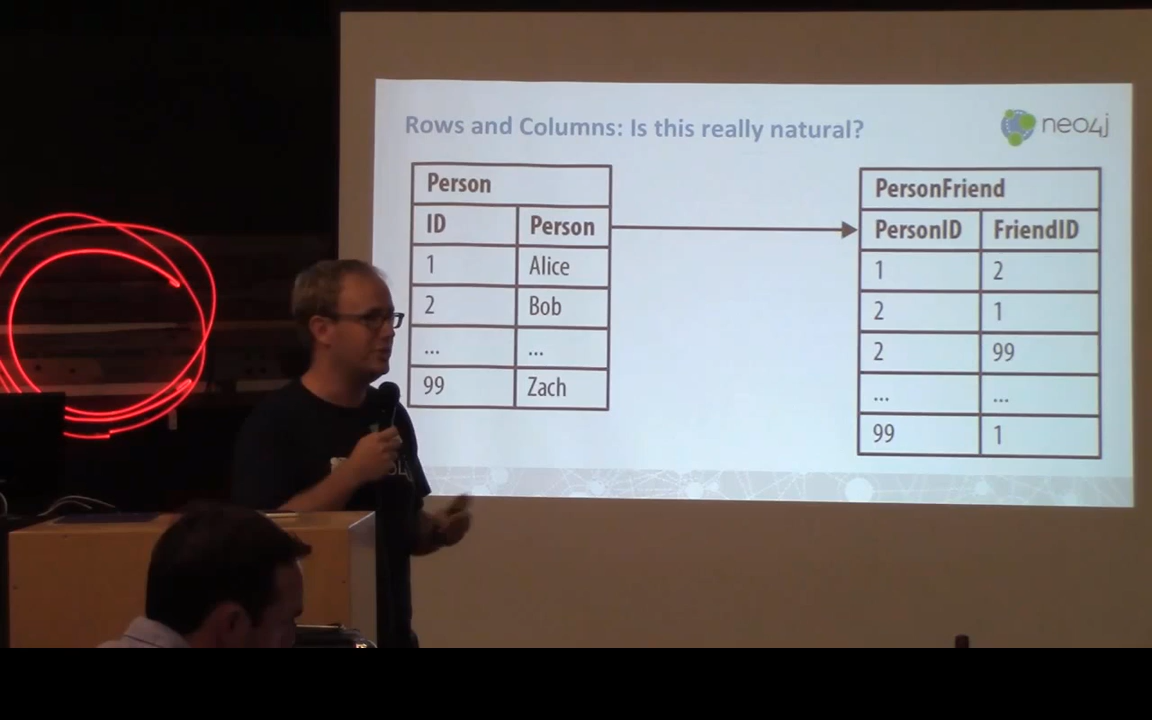 Rows and Columns: Is this really natural?
neo4j
Person
ID Person
1 Alice
2 Bob
... ...
99 Zach
PersonFriend
PersonID FriendID
1 2
2 1
2 99
... ...
99 1